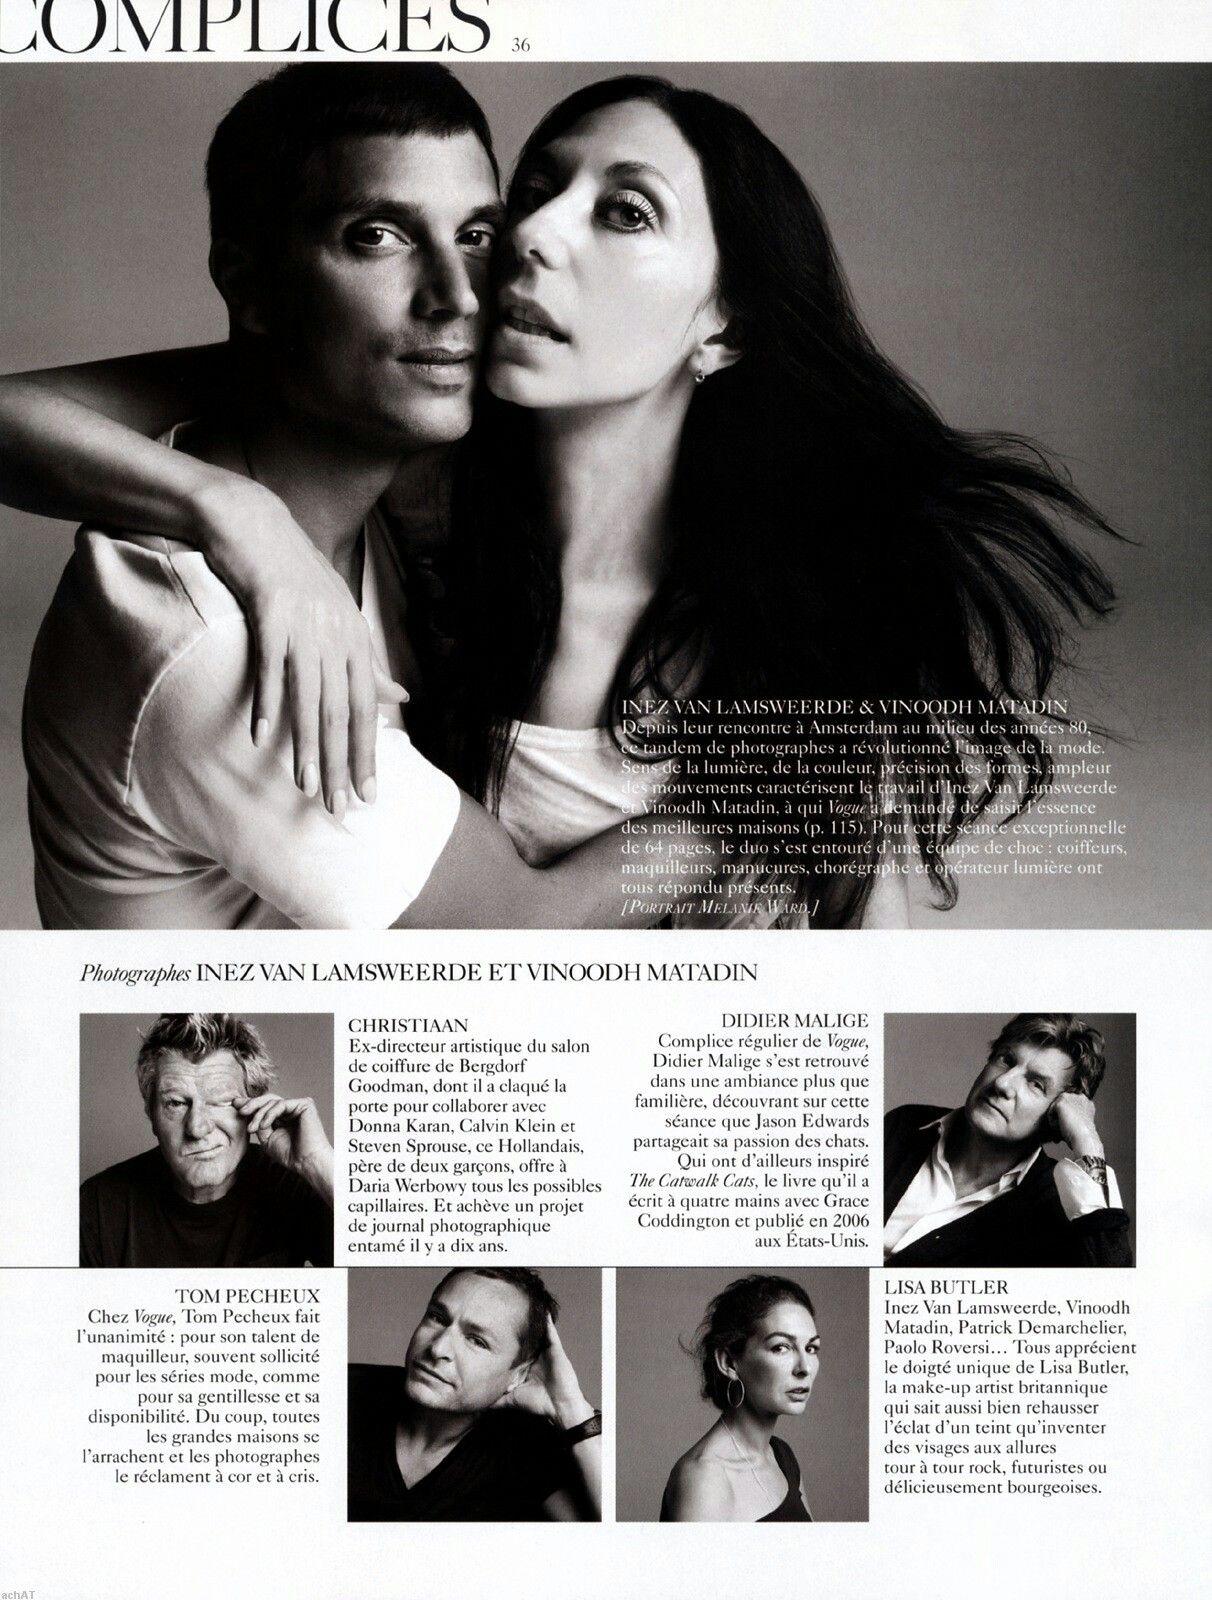 COMPLICES 36
INEZ VAN LAMSWEERDE & VINOODH MATADIN
Depuis leur rencontre à Amsterdam au milieu des années 80,
ce tandem de photographes a révolutionné l'image de la mode.
Sens de la lumière, de la couleur, précision des formes, ampleur
des mouvements caractérisent le travail d'Inez Van Lamsweerde
et Vinoodh Matadin, à qui Vogue a demandé de saisir l'essence
des meilleures maisons (p. 115). Pour cette séance exceptionnelle
de 64 pages, le duo s'est entouré d'une équipe de choc : coiffeurs,
maquilleurs, manucures, chorégraphe et opérateur lumière ont
tous répondu présents.
[PORTRAIT MELANIE WARD.]
Photographes INEZ VAN LAMSWEERDE ET VINOODH MATADIN
CHRISTIAAN
Ex-directeur artistique du salon
de coiffure de Bergdorf
Goodman, dont il a claqué la
porte pour collaborer avec
Donna Karan, Calvin Klein et
Steven Sprouse, ce Hollandais,
père de deux garçons, offre à
Daria Werbowy tous les possibles
capillaires. Et achève un projet
de journal photographique
entamé il y a dix ans.
DIDIER MALIGE
Complice régulier de Vogue,
Didier Malige s'est retrouvé
dans une ambiance plus que
familière, découvrant sur cette
séance que Jason Edwards
partageait sa passion des chats.
Qui ont d'ailleurs inspiré
The Catwalk Cats, le livre qu'il a
écrit à quatre mains avec Grace
Coddington et publié en 2006
aux États-Unis.
TOM PECHEUX
Chez Vogue, Tom Pecheux fait
l'unanimité : pour son talent de
maquilleur, souvent sollicité
pour les séries mode, comme
pour sa gentillesse et sa
disponibilité. Du coup, toutes
les grandes maisons se
l'arrachent et les photographes
le réclament à cor et à cris.
LISA BUTLER
Inez Van Lamsweerde, Vinoodh
Matadin, Patrick Demarchelier,
Paolo Roversi... Tous apprécient
le doigté unique de Lisa Butler,
la make-up artist britannique
qui sait aussi bien rehausser
l'éclat d'un teint qu'inventer
des visages aux allures
tour à tour rock, futuristes ou
délicieusement bourgeoises.
achAT